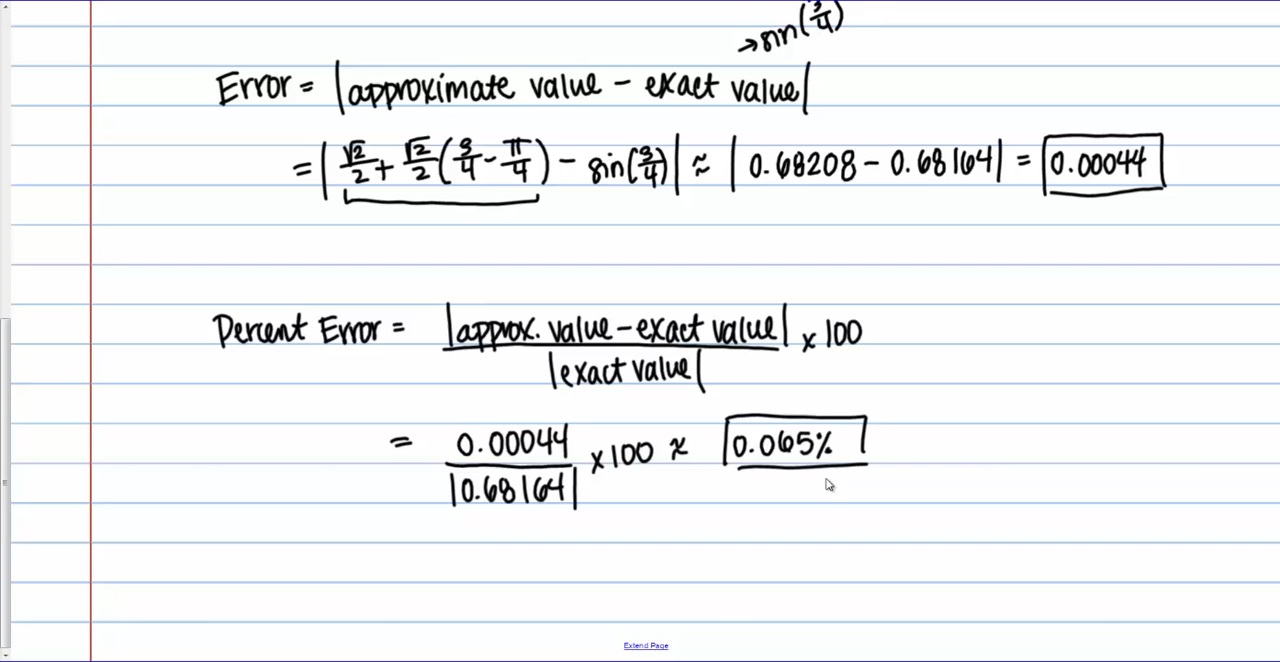 → sin(3/4)
Error = |approximate value - exact value|
= |√2/2 + √2/2(3/4 - π/4) - sin(3/4)| ≈ |0.68208 - 0.68164| = 0.00044
Percent Error = |approx. value - exact value| / |exact value| × 100
= 0.00044 / |0.68164| × 100 ≈ 0.065%
Extend Page